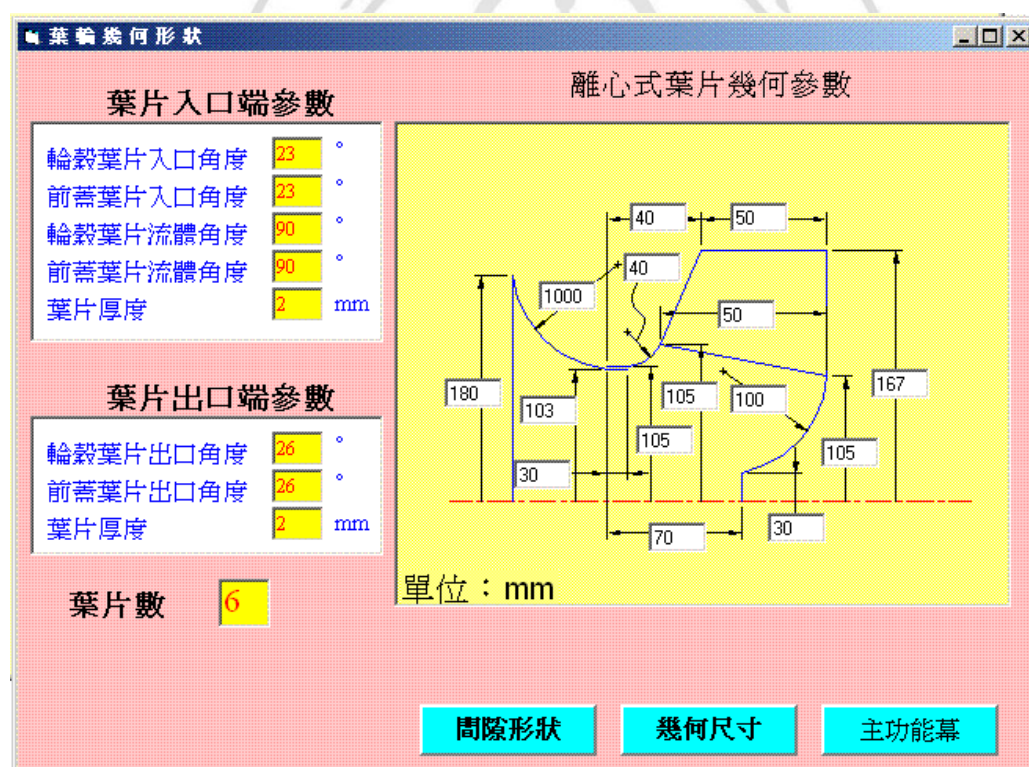 葉輪幾何形狀
葉片入口端參數
輪穀葉片入口角度 23 °
前蓋葉片入口角度 23 °
輪穀葉片流體角度 90 °
前蓋葉片流體角度 90 °
葉片厚度 2 mm
葉片出口端參數
輪穀葉片出口角度 26 °
前蓋葉片出口角度 26 °
葉片厚度 2 mm
葉片數 6
離心式葉片幾何參數
40 50
40
1000
50
180 103 105 100 167
105 105
30
70 30
單位：mm
間隙形狀 幾何尺寸 主功能幕